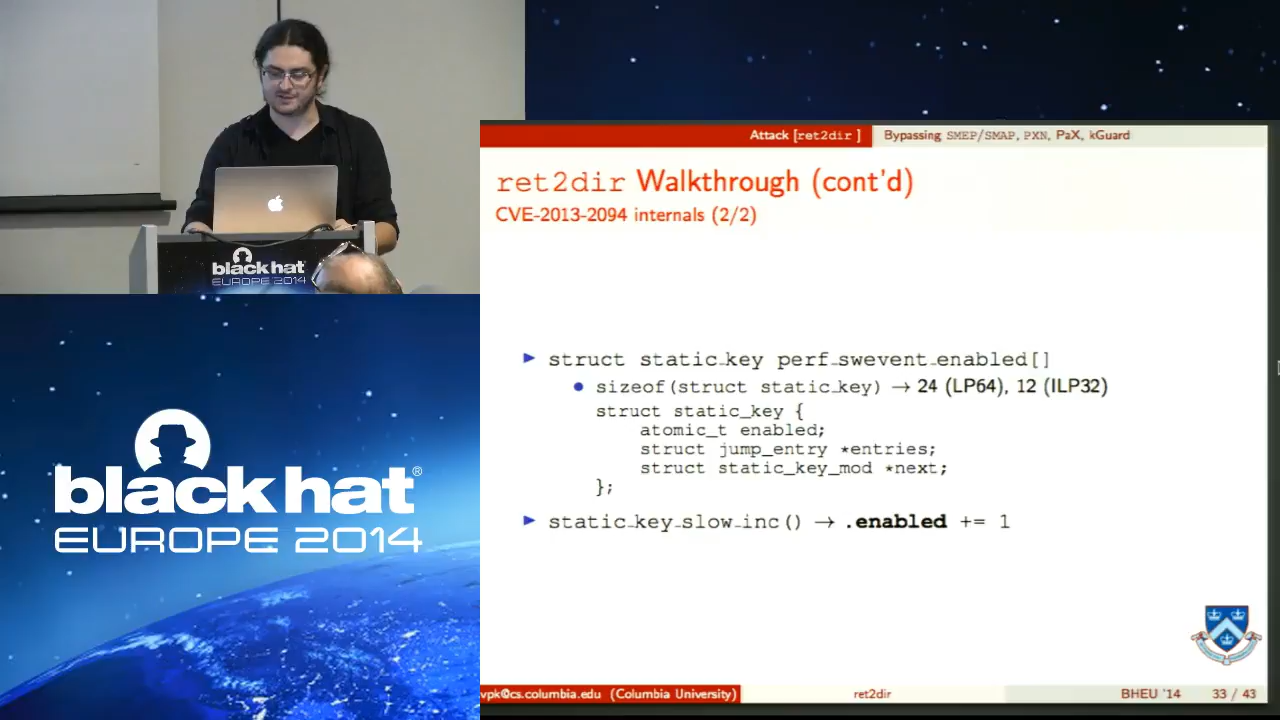 Attack [ret2dir ] Bypassing SMEP/SMAP, PXN, PaX, kGuard
ret2dir Walkthrough (cont'd)
CVE-2013-2094 internals (2/2)
struct static_key perf_swevent_enabled[]
sizeof(struct static_key) → 24 (LP64), 12 (ILP32)
struct static_key {
atomic_t enabled;
struct jump_entry *entries;
struct static_key_mod *next;
};
static_key_slow_inc() → .enabled += 1
vpk@cs.columbia.edu (Columbia University) ret2dir BHEU '14 33 / 43
black hat
EUROPE 2014
black hat®
EUROPE 2014